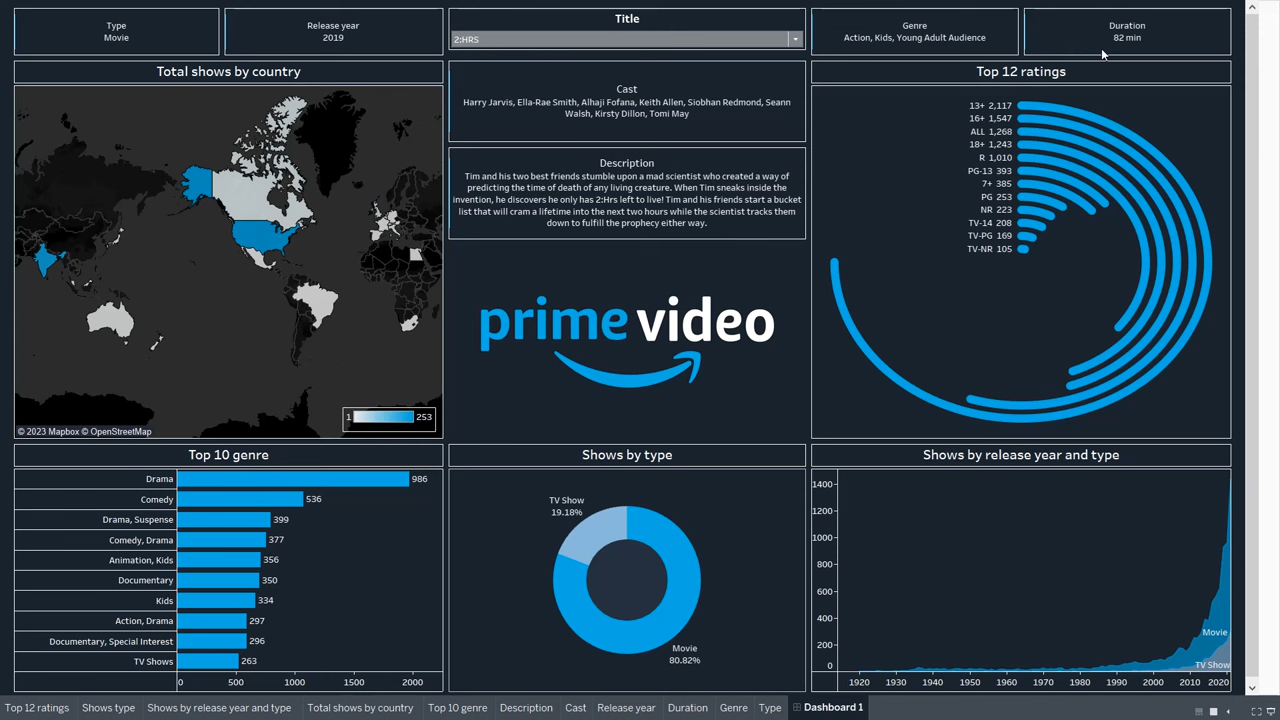 Type
Movie
Release year
2019
Title
2:HRS
Genre
Action, Kids, Young Adult Audience
Duration
82 min
Total shows by country
© 2023 Mapbox © OpenStreetMap
1
253
Cast
Harry Jarvis, Ella-Rae Smith, Alhaji Fofana, Keith Allen, Siobhan Redmond, Seann
Walsh, Kirsty Dillon, Tomi May
Description
Tim and his two best friends stumble upon a mad scientist who created a way of
predicting the time of death of any living creature. When Tim sneaks inside the
invention, he discovers he only has 2:Hrs left to live! Tim and his friends start a bucket
list that will cram a lifetime into the next two hours while the scientist tracks them
down to fulfill the prophecy either way.
prime video
Top 12 ratings
13+ 2,117
16+ 1,547
ALL 1,268
18+ 1,243
R 1,010
PG-13 393
7+ 385
PG 253
NR 223
TV-14 208
TV-PG 169
TV-NR 105
Top 10 genre
Drama 986
Comedy 536
Drama, Suspense 399
Comedy, Drama 377
Animation, Kids 356
Documentary 350
Kids 334
Action, Drama 297
Documentary, Special Interest 296
TV Shows 263
0 500 1000 1500 2000
Shows by type
TV Show
19.18%
Movie
80.82%
Shows by release year and type
1400
1200
1000
800
600
400
200
0
Movie
TV Show
1920 1930 1940 1950 1960 1970 1980 1990 2000 2010 2020
Top 12 ratings Shows type Shows by release year and type Total shows by country Top 10 genre Description Cast Release year Duration Genre Type Dashboard 1